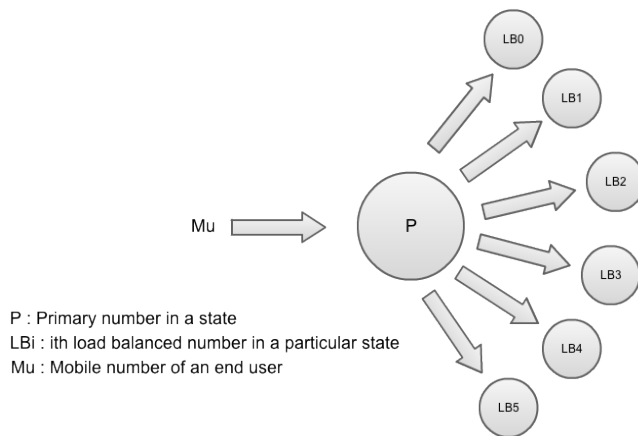 LB0
LB1
LB2
Mu
P
LB3
P : Primary number in a state
LBi : ith load balanced number in a particular state
LB4
Mu : Mobile number of an end user
LB5